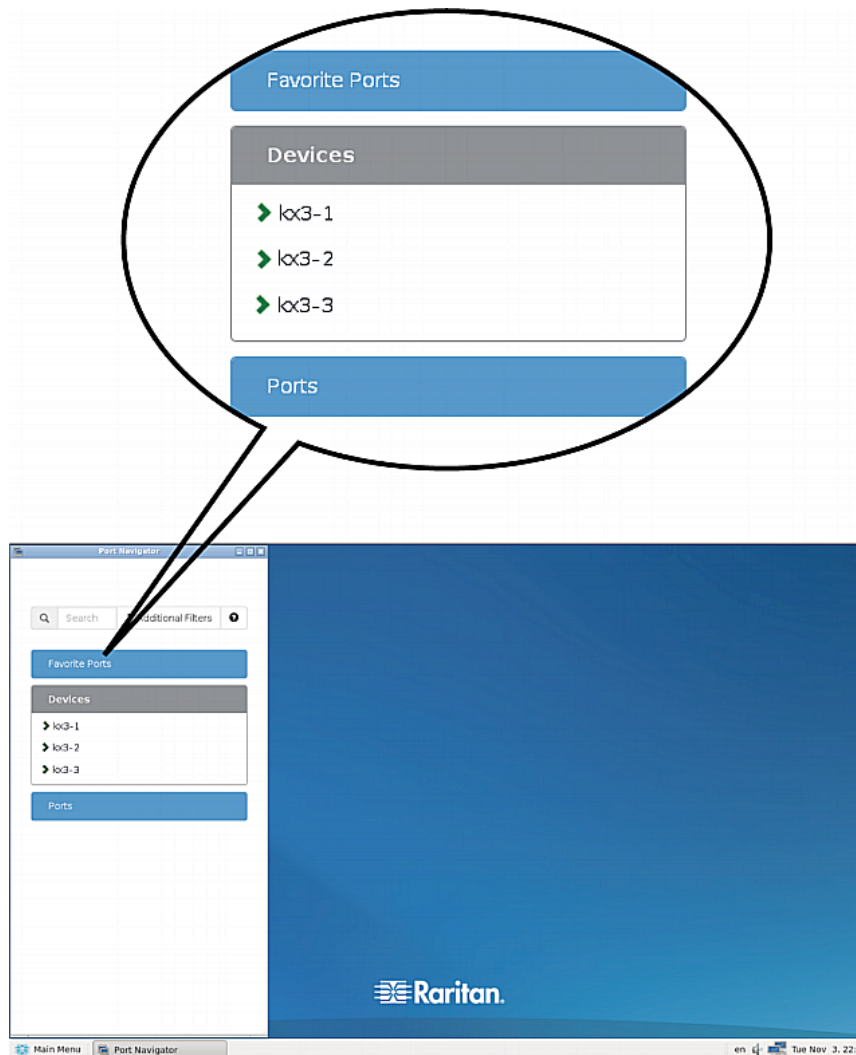 Favorite Ports
Devices
kx3-1
kx3-2
kx3-3
Ports
Port Navigator
Search Additional Filters
Favorite Ports
Devices
kx3-1
kx3-2
kx3-3
Ports
Raritan.
Main Menu Port Navigator en Tue Nov 3, 22: